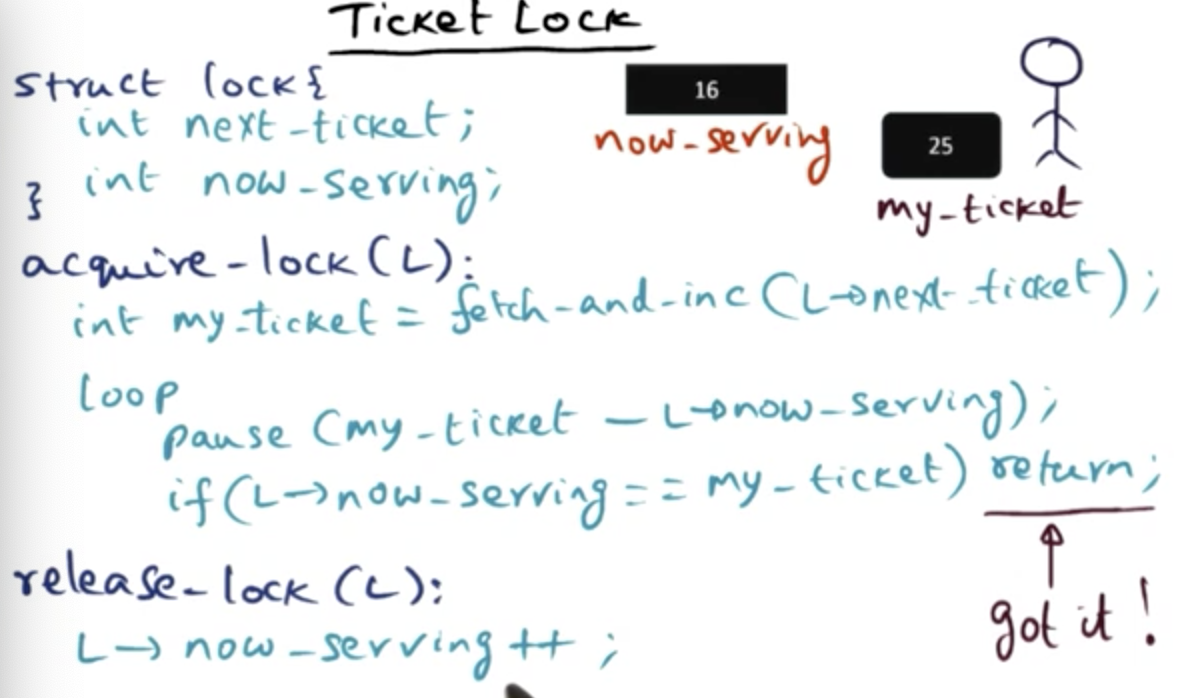 Ticket Lock
struct lock{
int next-ticket;
int now-serving;
}
16
now-serving
25
my-ticket
acquire-lock(L):
int my-ticket = fetch-and-inc(L→next-ticket);
loop
pause (my-ticket - L→now-serving);
if(L→now-serving == my-ticket) return;
got it!
release-lock(L):
L→ now-serving++;